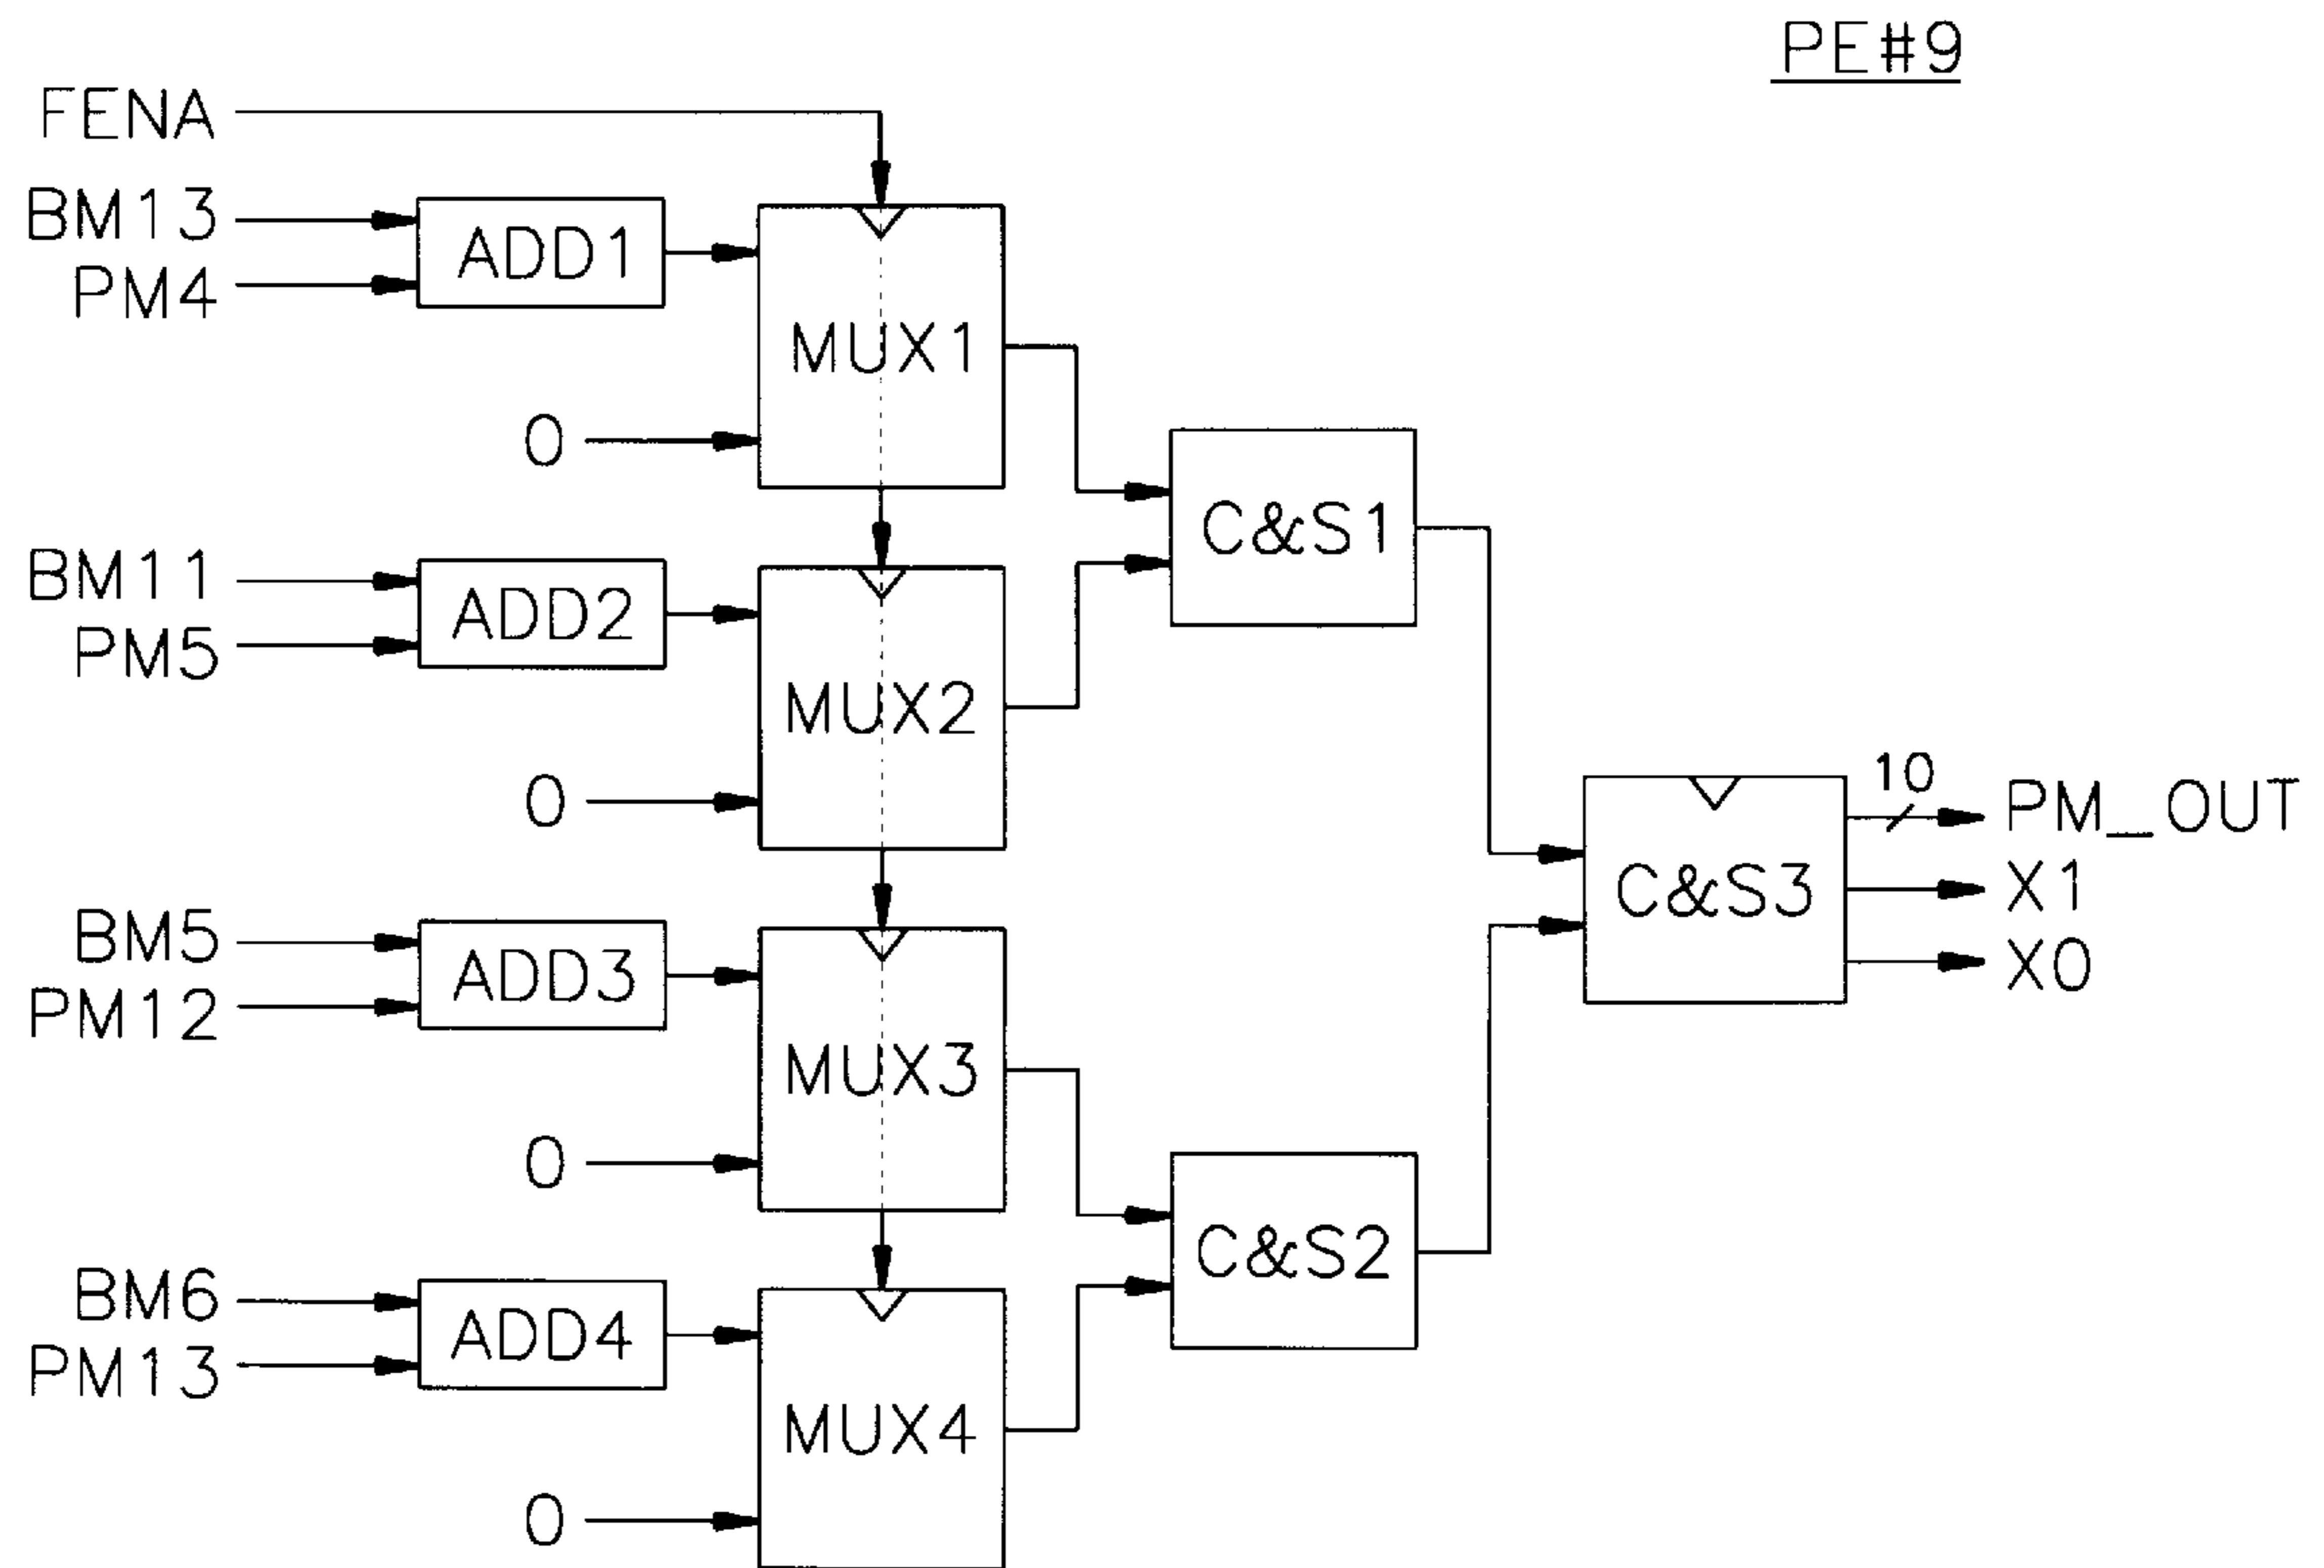 PE#9
FENA
BM13
PM4
ADD1
MUX1
0
C&S1
BM11
PM5
ADD2
MUX2
0
10
PM_OUT
X1
X0
C&S3
BM5
PM12
ADD3
MUX3
0
C&S2
BM6
PM13
ADD4
MUX4
0